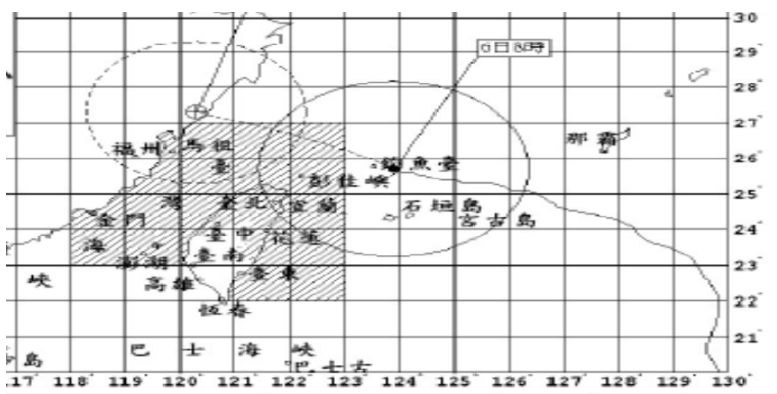 30
29
6日8時
28
27
那霸
福州
馬祖
臺
釣魚臺
26
彭佳嶼
25
灣
臺北
宜蘭
石垣島
宮古島
金門
24
臺中
花蓮
海
臺南
23
澎湖
臺東
峽
高雄
22
恆春
21
巴士海峽
島
20
117 118 119 120 121 122 123 124 125 126 127 128 129 130